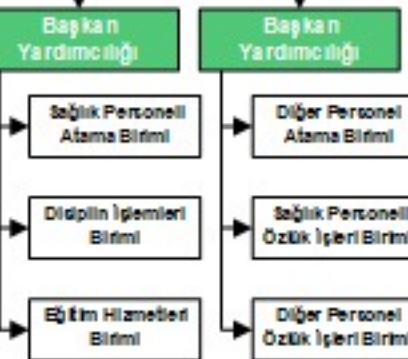 Başkan
Yardımcılığı
Sağlık Personeli
Atama Birimi
Disiplin İşlemleri
Birimi
Eğitim Hizmetleri
Birimi
Başkan
Yardımcılığı
Diğer Personel
Atama Birimi
Sağlık Personeli
Özlük İşleri Birimi
Diğer Personel
Özlük İşleri Birimi